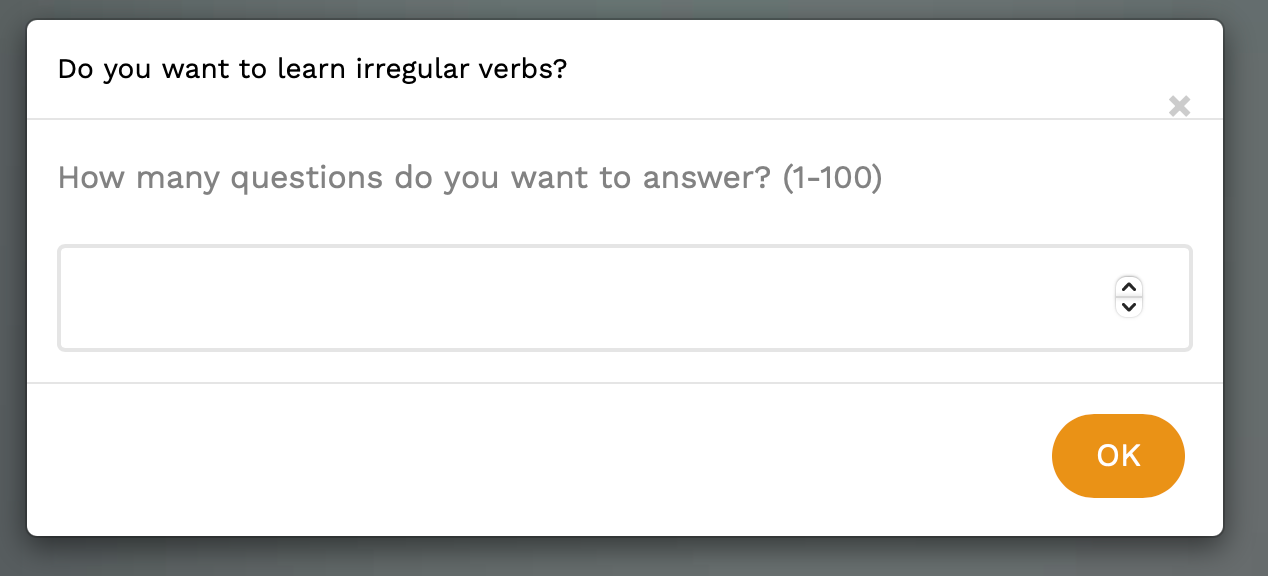 Do you want to learn irregular verbs?
How many questions do you want to answer? (1-100)
OK